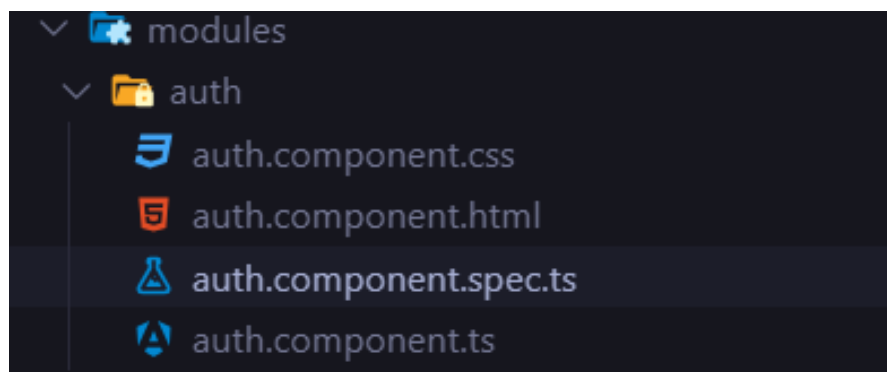 modules
auth
auth.component.css
auth.component.html
auth.component.spec.ts
auth.component.ts